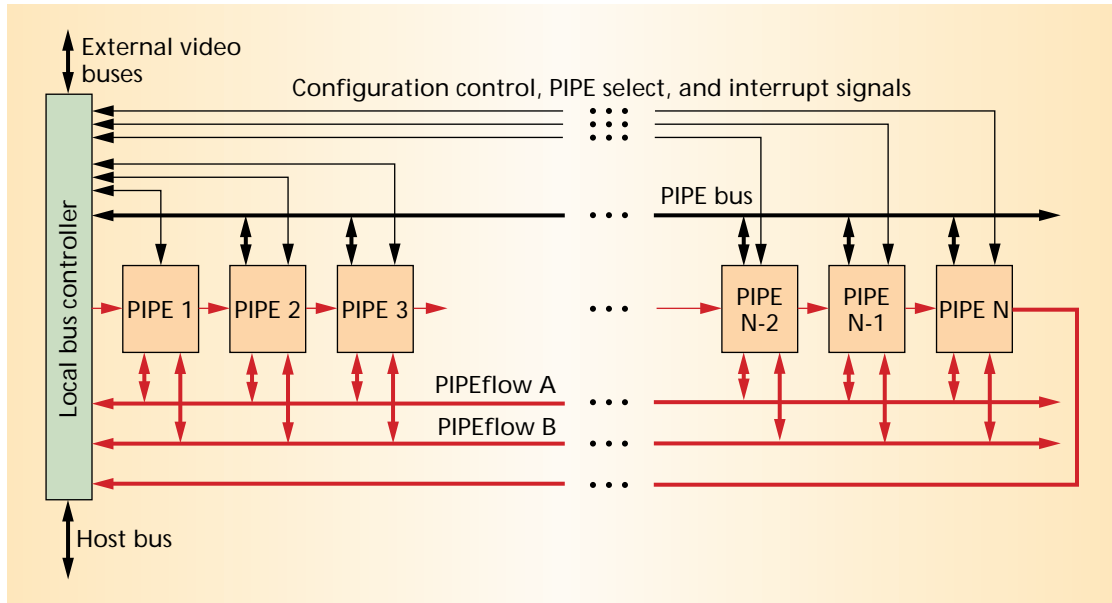 External video
buses
Configuration control, PIPE select, and interrupt signals
PIPE bus
Local bus controller
PIPE 1
PIPE 2
PIPE 3
PIPE
N-2
PIPE
N-1
PIPE N
PIPEflow A
PIPEflow B
Host bus